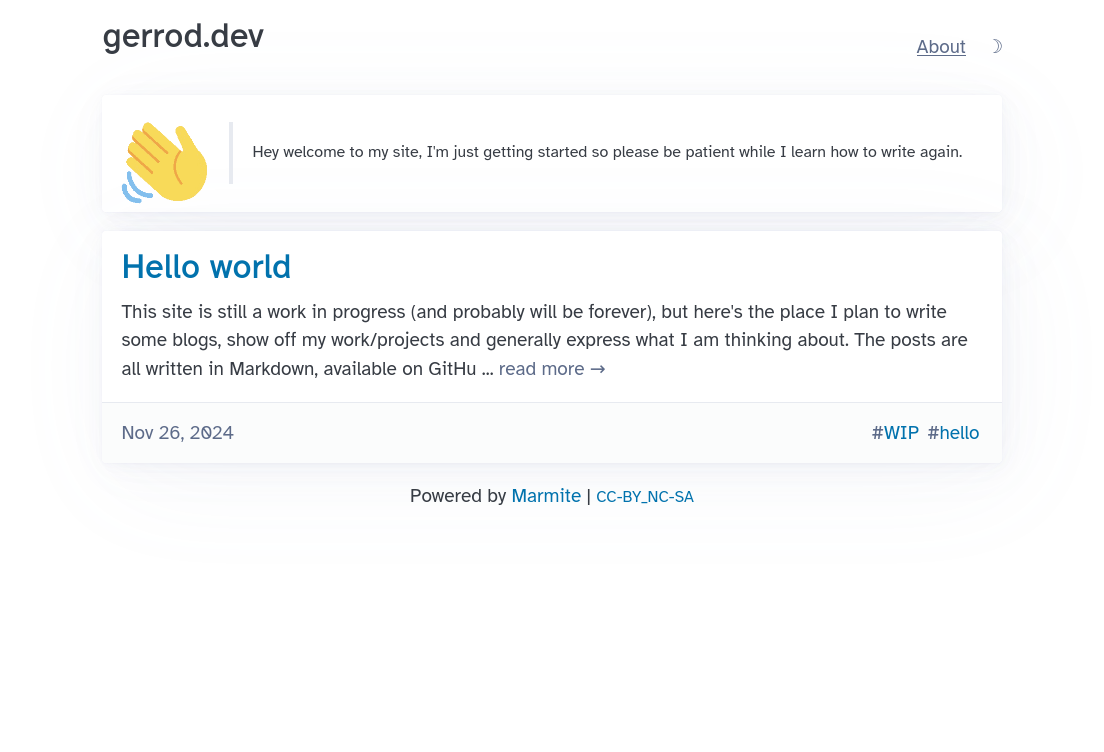 gerrod.dev
About ☽
Hey welcome to my site, I'm just getting started so please be patient while I learn how to write again.
Hello world
This site is still a work in progress (and probably will be forever), but here's the place I plan to write
some blogs, show off my work/projects and generally express what I am thinking about. The posts are
all written in Markdown, available on GitHu ... read more →
Nov 26, 2024
#WIP #hello
Powered by Marmite | CC-BY_NC-SA